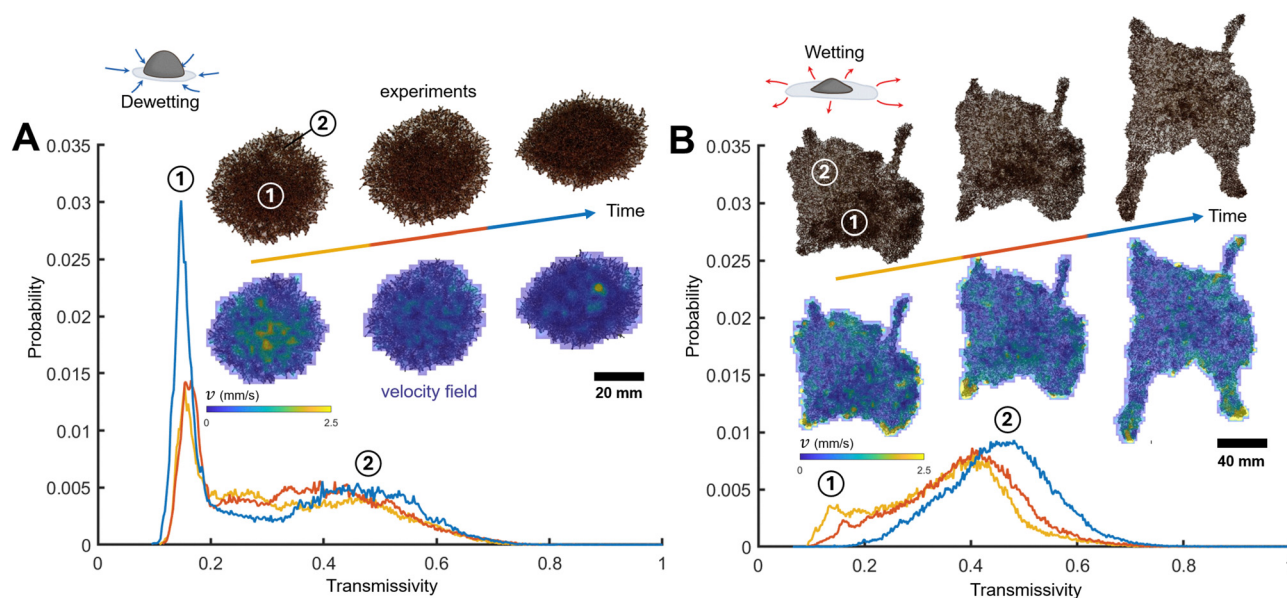 A
Dewetting
experiments
②
①
Time
velocity field
v (mm/s)
0
2.5
20 mm
①
②
Probability
0.035
0.03
0.025
0.02
0.015
0.01
0.005
0
0
0.2
0.4
0.6
0.8
1
Transmissivity
B
Wetting
②
①
Time
v (mm/s)
0
2.5
40 mm
①
②
Probability
0.035
0.03
0.025
0.02
0.015
0.01
0.005
0
0
0.2
0.4
0.6
0.8
1
Transmissivity